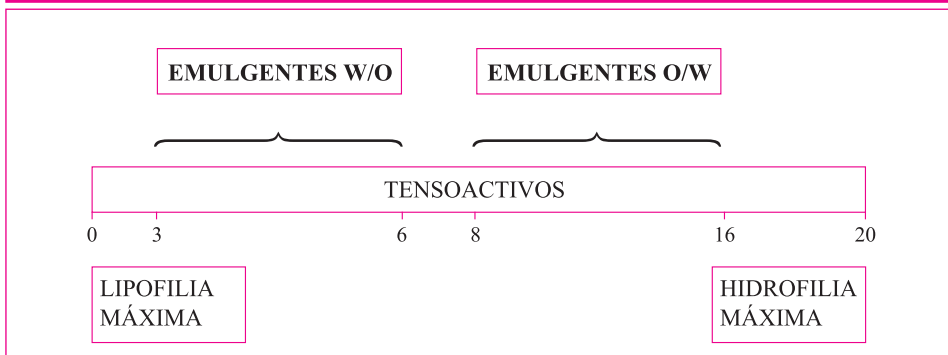 EMULGENTES W/O EMULGENTES O/W
TENSOACTIVOS
0 3 6 8 16 20
LIPOFILIA
MÁXIMA
HIDROFILIA
MÁXIMA